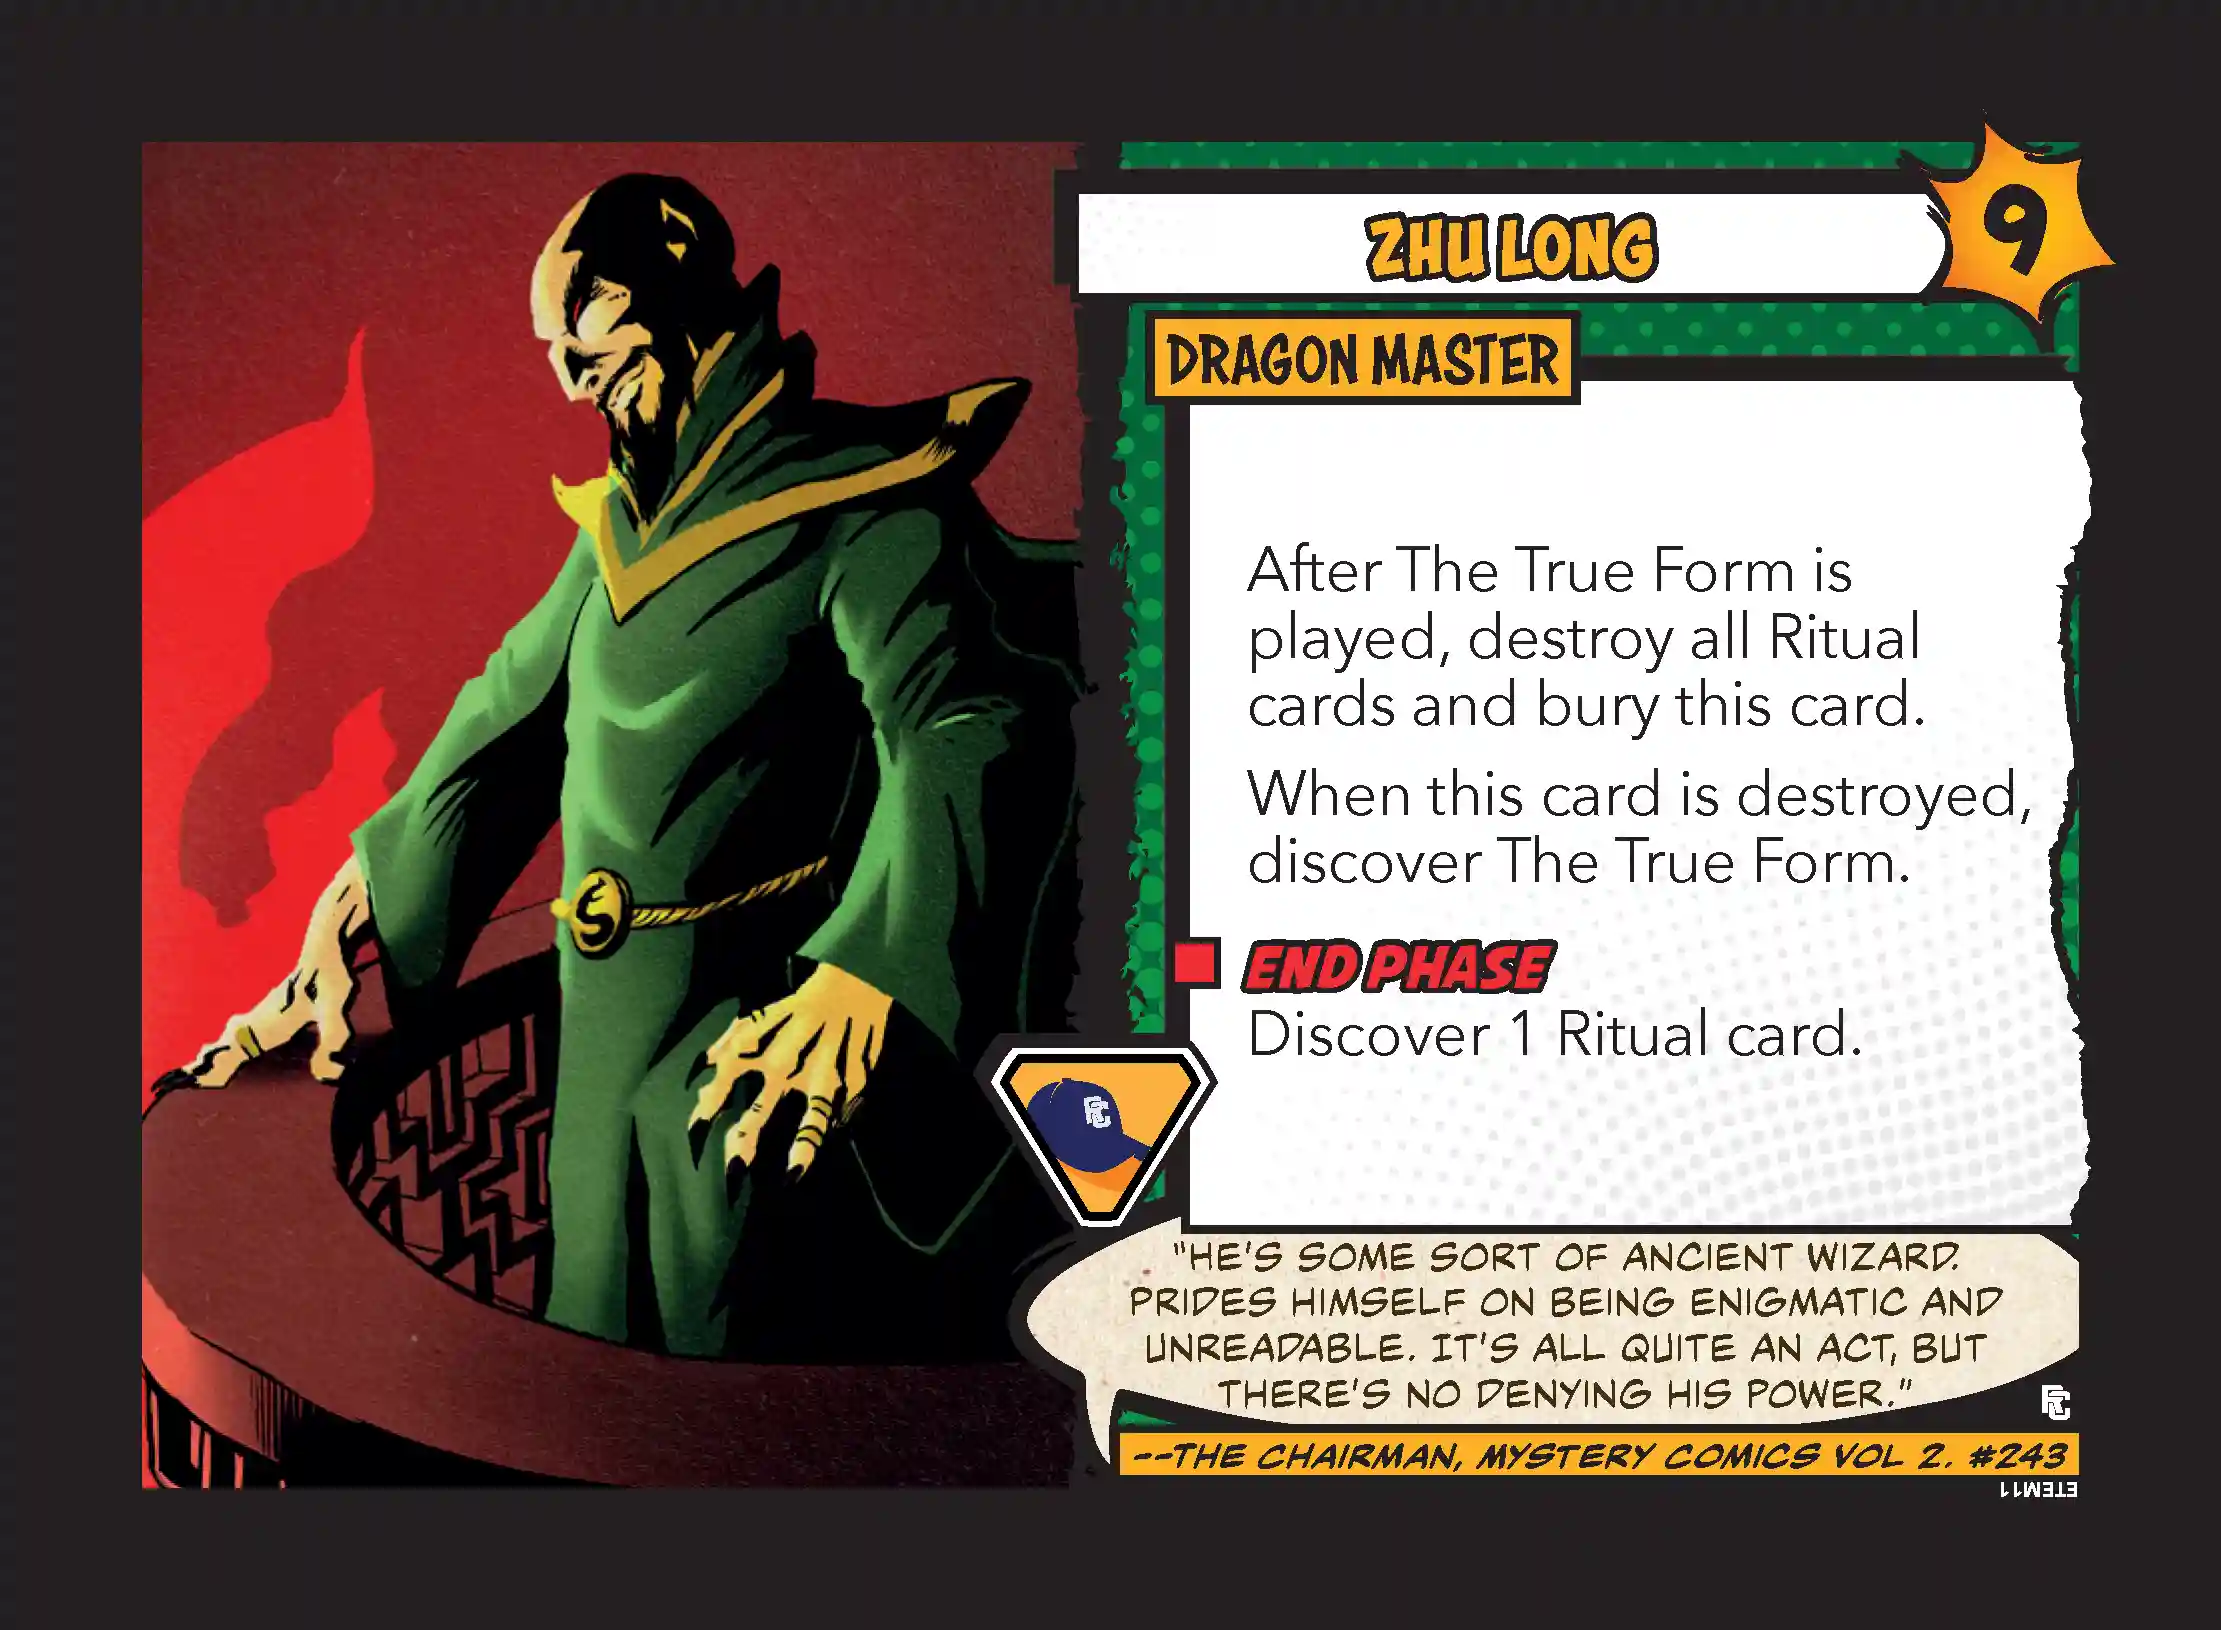 ZHU LONG
9
DRAGON MASTER
After The True Form is
played, destroy all Ritual
cards and bury this card.
When this card is destroyed,
discover The True Form.
END PHASE
Discover 1 Ritual card.
FC
"HE'S SOME SORT OF ANCIENT WIZARD.
PRIDES HIMSELF ON BEING ENIGMATIC AND
UNREADABLE. IT'S ALL QUITE AN ACT, BUT
THERE'S NO DENYING HIS POWER."
FC
--THE CHAIRMAN, MYSTERY COMICS VOL 2. #243
ETEM11